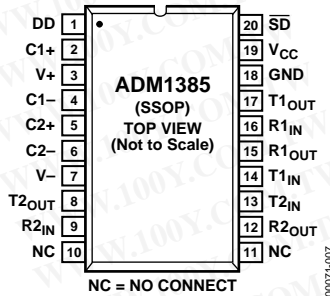 DD 1
C1+ 2
V+ 3
C1– 4
C2+ 5
C2– 6
V– 7
T2OUT 8
R2IN 9
NC 10
ADM1385
(SSOP)
TOP VIEW
(Not to Scale)
20 SD
19 VCC
18 GND
17 T1OUT
16 R1IN
15 R1OUT
14 T1IN
13 T2IN
12 R2OUT
11 NC
NC = NO CONNECT
00071-007